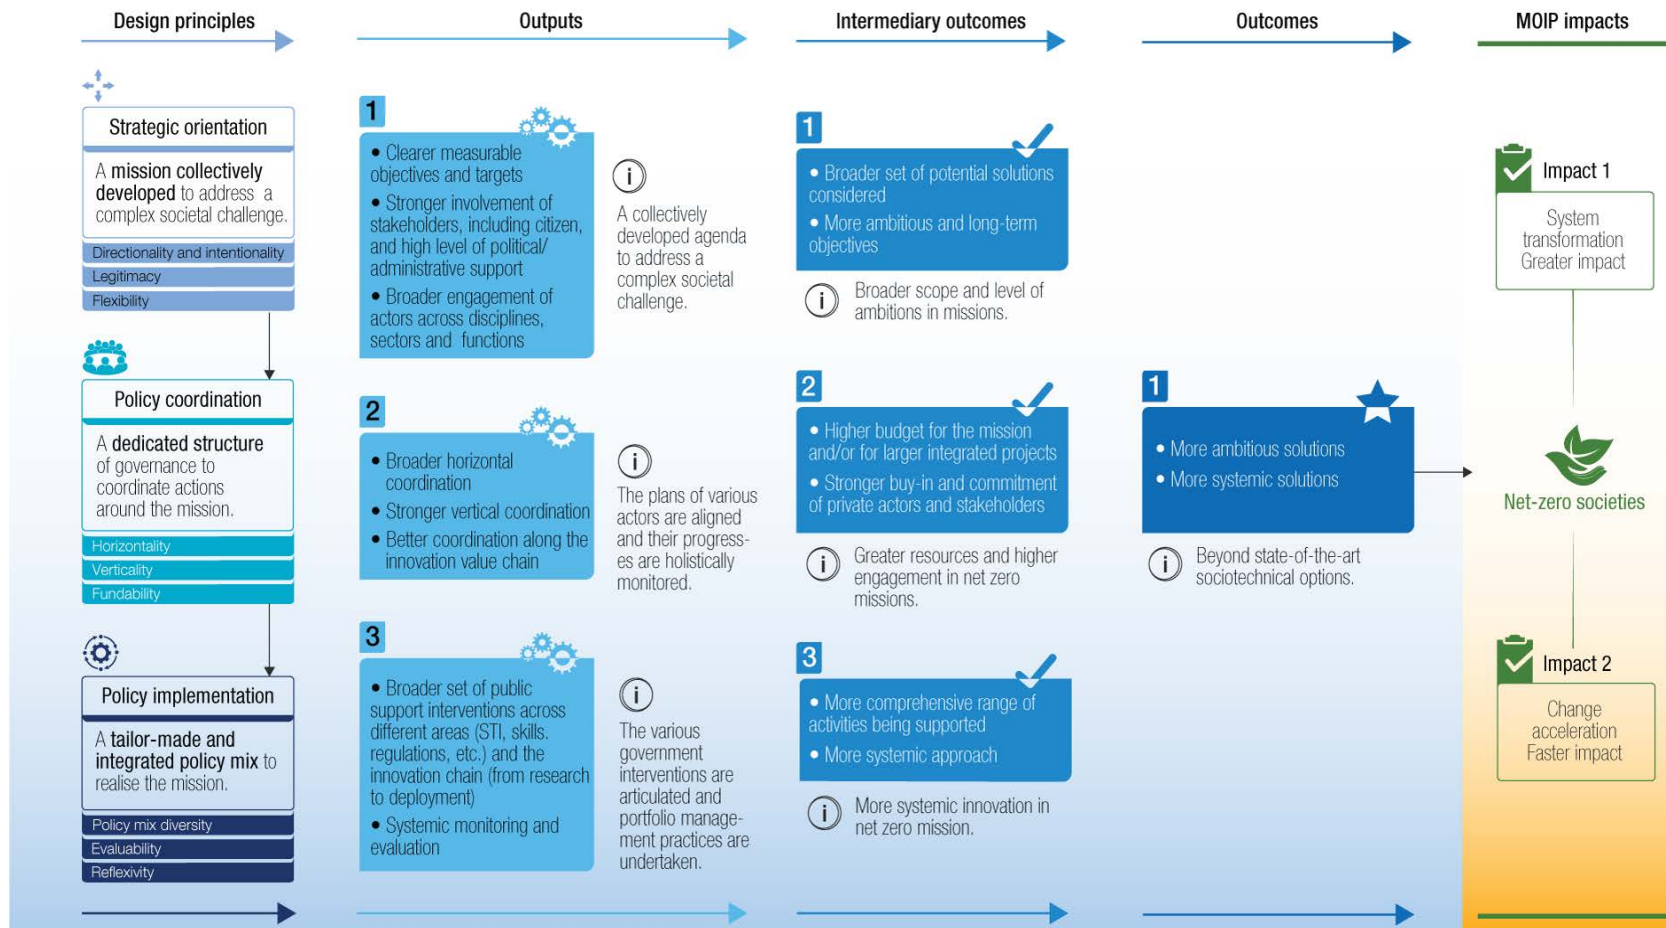 Design principles
Outputs
Intermediary outcomes
Outcomes
MOIP impacts
Strategic orientation
A mission collectively
developed to address a
complex societal challenge.
Directionality and intentionality
Legitimacy
Flexibility
Policy coordination
A dedicated structure
of governance to
coordinate actions
around the mission.
Horizontality
Verticality
Fundability
Policy implementation
A tailor-made and
integrated policy mix to
realise the mission.
Policy mix diversity
Evaluability
Reflexivity
1
• Clearer measurable
objectives and targets
• Stronger involvement of
stakeholders, including citizen,
and high level of political/
administrative support
• Broader engagement of
actors across disciplines,
sectors and functions
i
A collectively
developed agenda
to address a
complex societal
challenge.
2
• Broader horizontal
coordination
• Stronger vertical coordination
• Better coordination along the
innovation value chain
i
The plans of various
actors are aligned
and their progress-
es are holistically
monitored.
3
• Broader set of public
support interventions across
different areas (STI, skills.
regulations, etc.) and the
innovation chain (from research
to deployment)
• Systemic monitoring and
evaluation
i
The various
government
interventions are
articulated and
portfolio manage-
ment practices are
undertaken.
1
• Broader set of potential solutions
considered
• More ambitious and long-term
objectives
i
Broader scope and level of
ambitions in missions.
2
• Higher budget for the mission
and/or for larger integrated projects
• Stronger buy-in and commitment
of private actors and stakeholders
i
Greater resources and higher
engagement in net zero
missions.
3
• More comprehensive range of
activities being supported
• More systemic approach
i
More systemic innovation in
net zero mission.
1
• More ambitious solutions
• More systemic solutions
i
Beyond state-of-the-art
sociotechnical options.
Impact 1
System
transformation
Greater impact
Net-zero societies
Impact 2
Change
acceleration
Faster impact